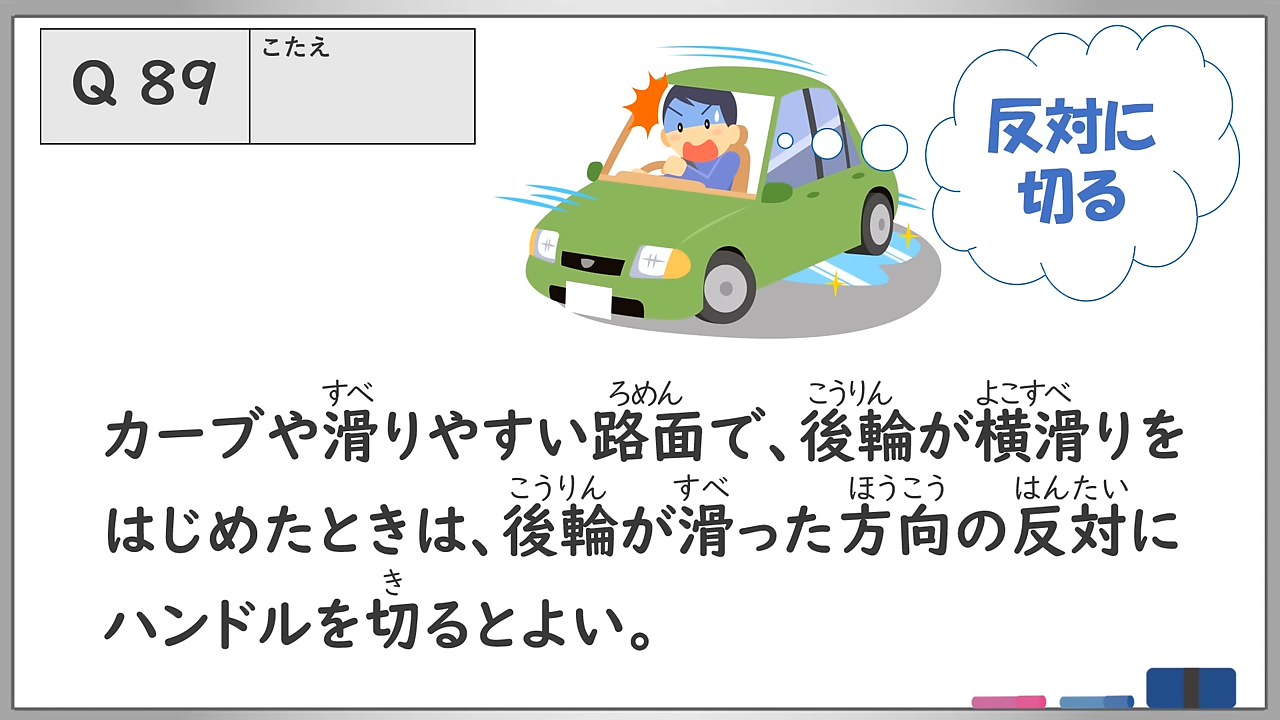 Q 89
こたえ
反対に
切る
すべ ろめん こうりん よこすべ
カーブや滑りやすい路面で、後輪が横滑りを
こうりん すべ ほうこう はんたい
はじめたときは、後輪が滑った方向の反対に
き
ハンドルを切るとよい。